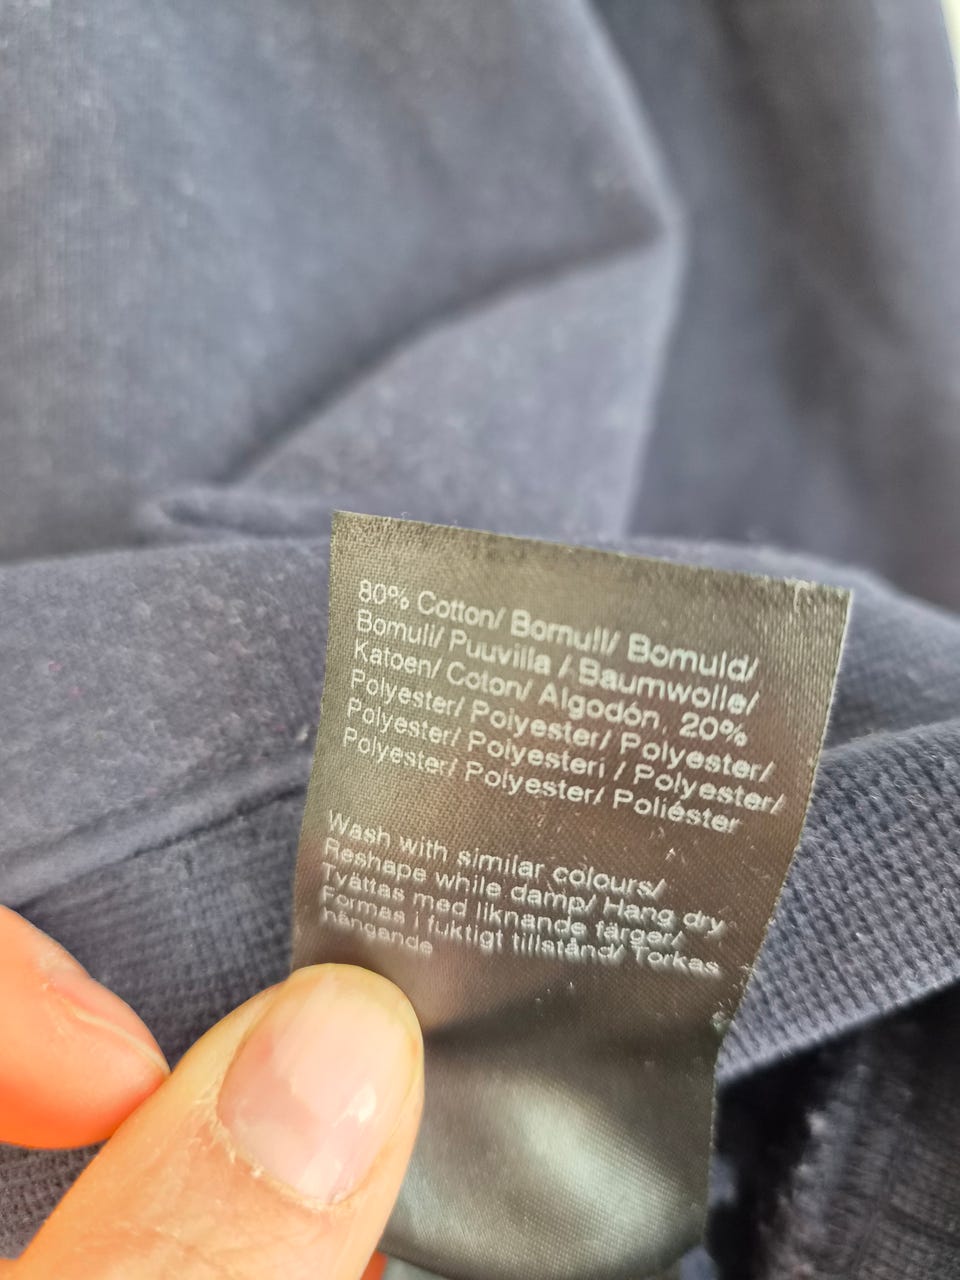 80% Cotton/ Bomull/ Bomuld/
Bomull/ Puuvilla / Baumwolle/
Katoen/ Coton/ Algodón, 20%
Polyester/ Polyester/ Polyester/
Polyester/ Polyesteri / Polyester/
Polyester/ Polyester/ Poliéster
Wash with similar colours/
Reshape while damp/ Hang dry
Tvättas med liknande färger/
Formas i fuktigt tillstånd/ Torkas
hängande